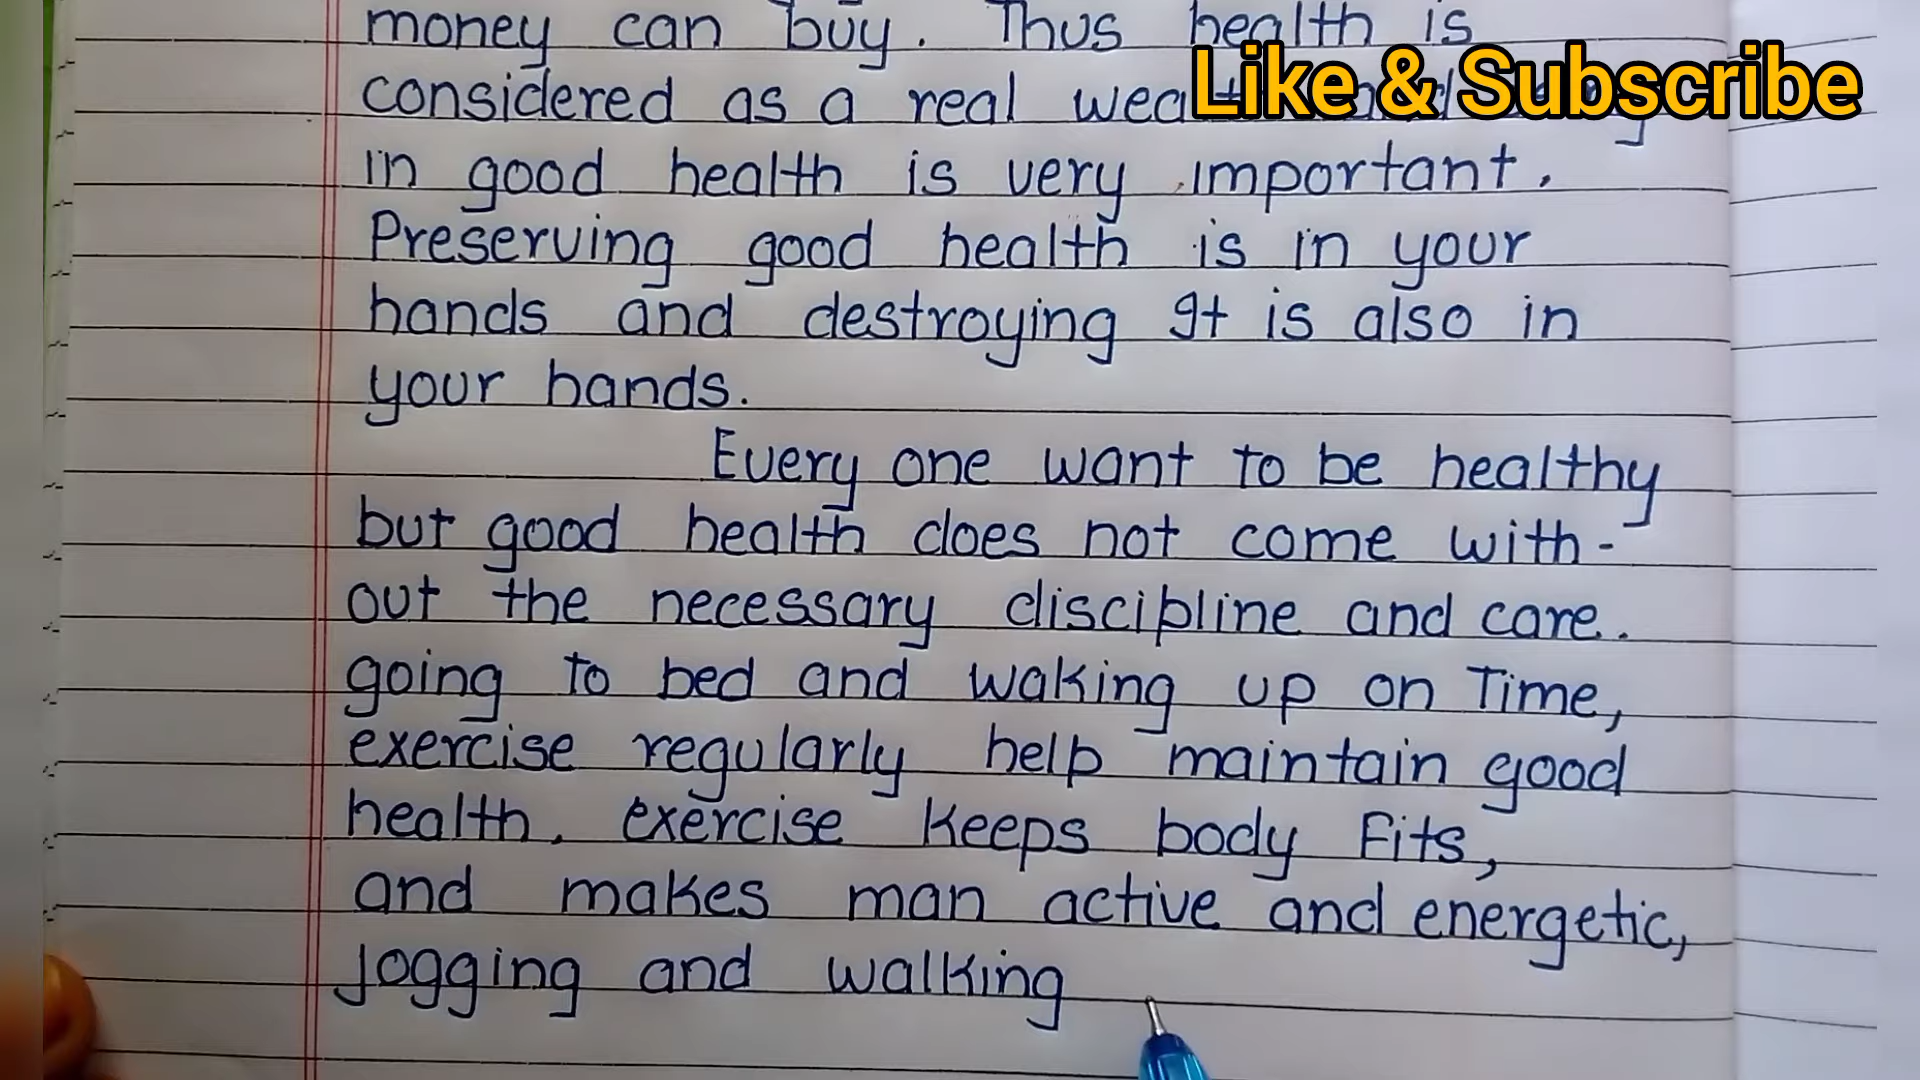 money can buy. Thus health is
Like & Subscribe
considered as a real
in good health is very important.
Preserving good health is in your
hands and destroying It is also in
your hands.
Every one want to be healthy
but good health does not come with-
out the necessary discipline and care.
going to bed and waking up on Time,
exercise regularly help maintain good
health, exercise keeps body Fits,
and makes man active and energetic,
Jogging and walking